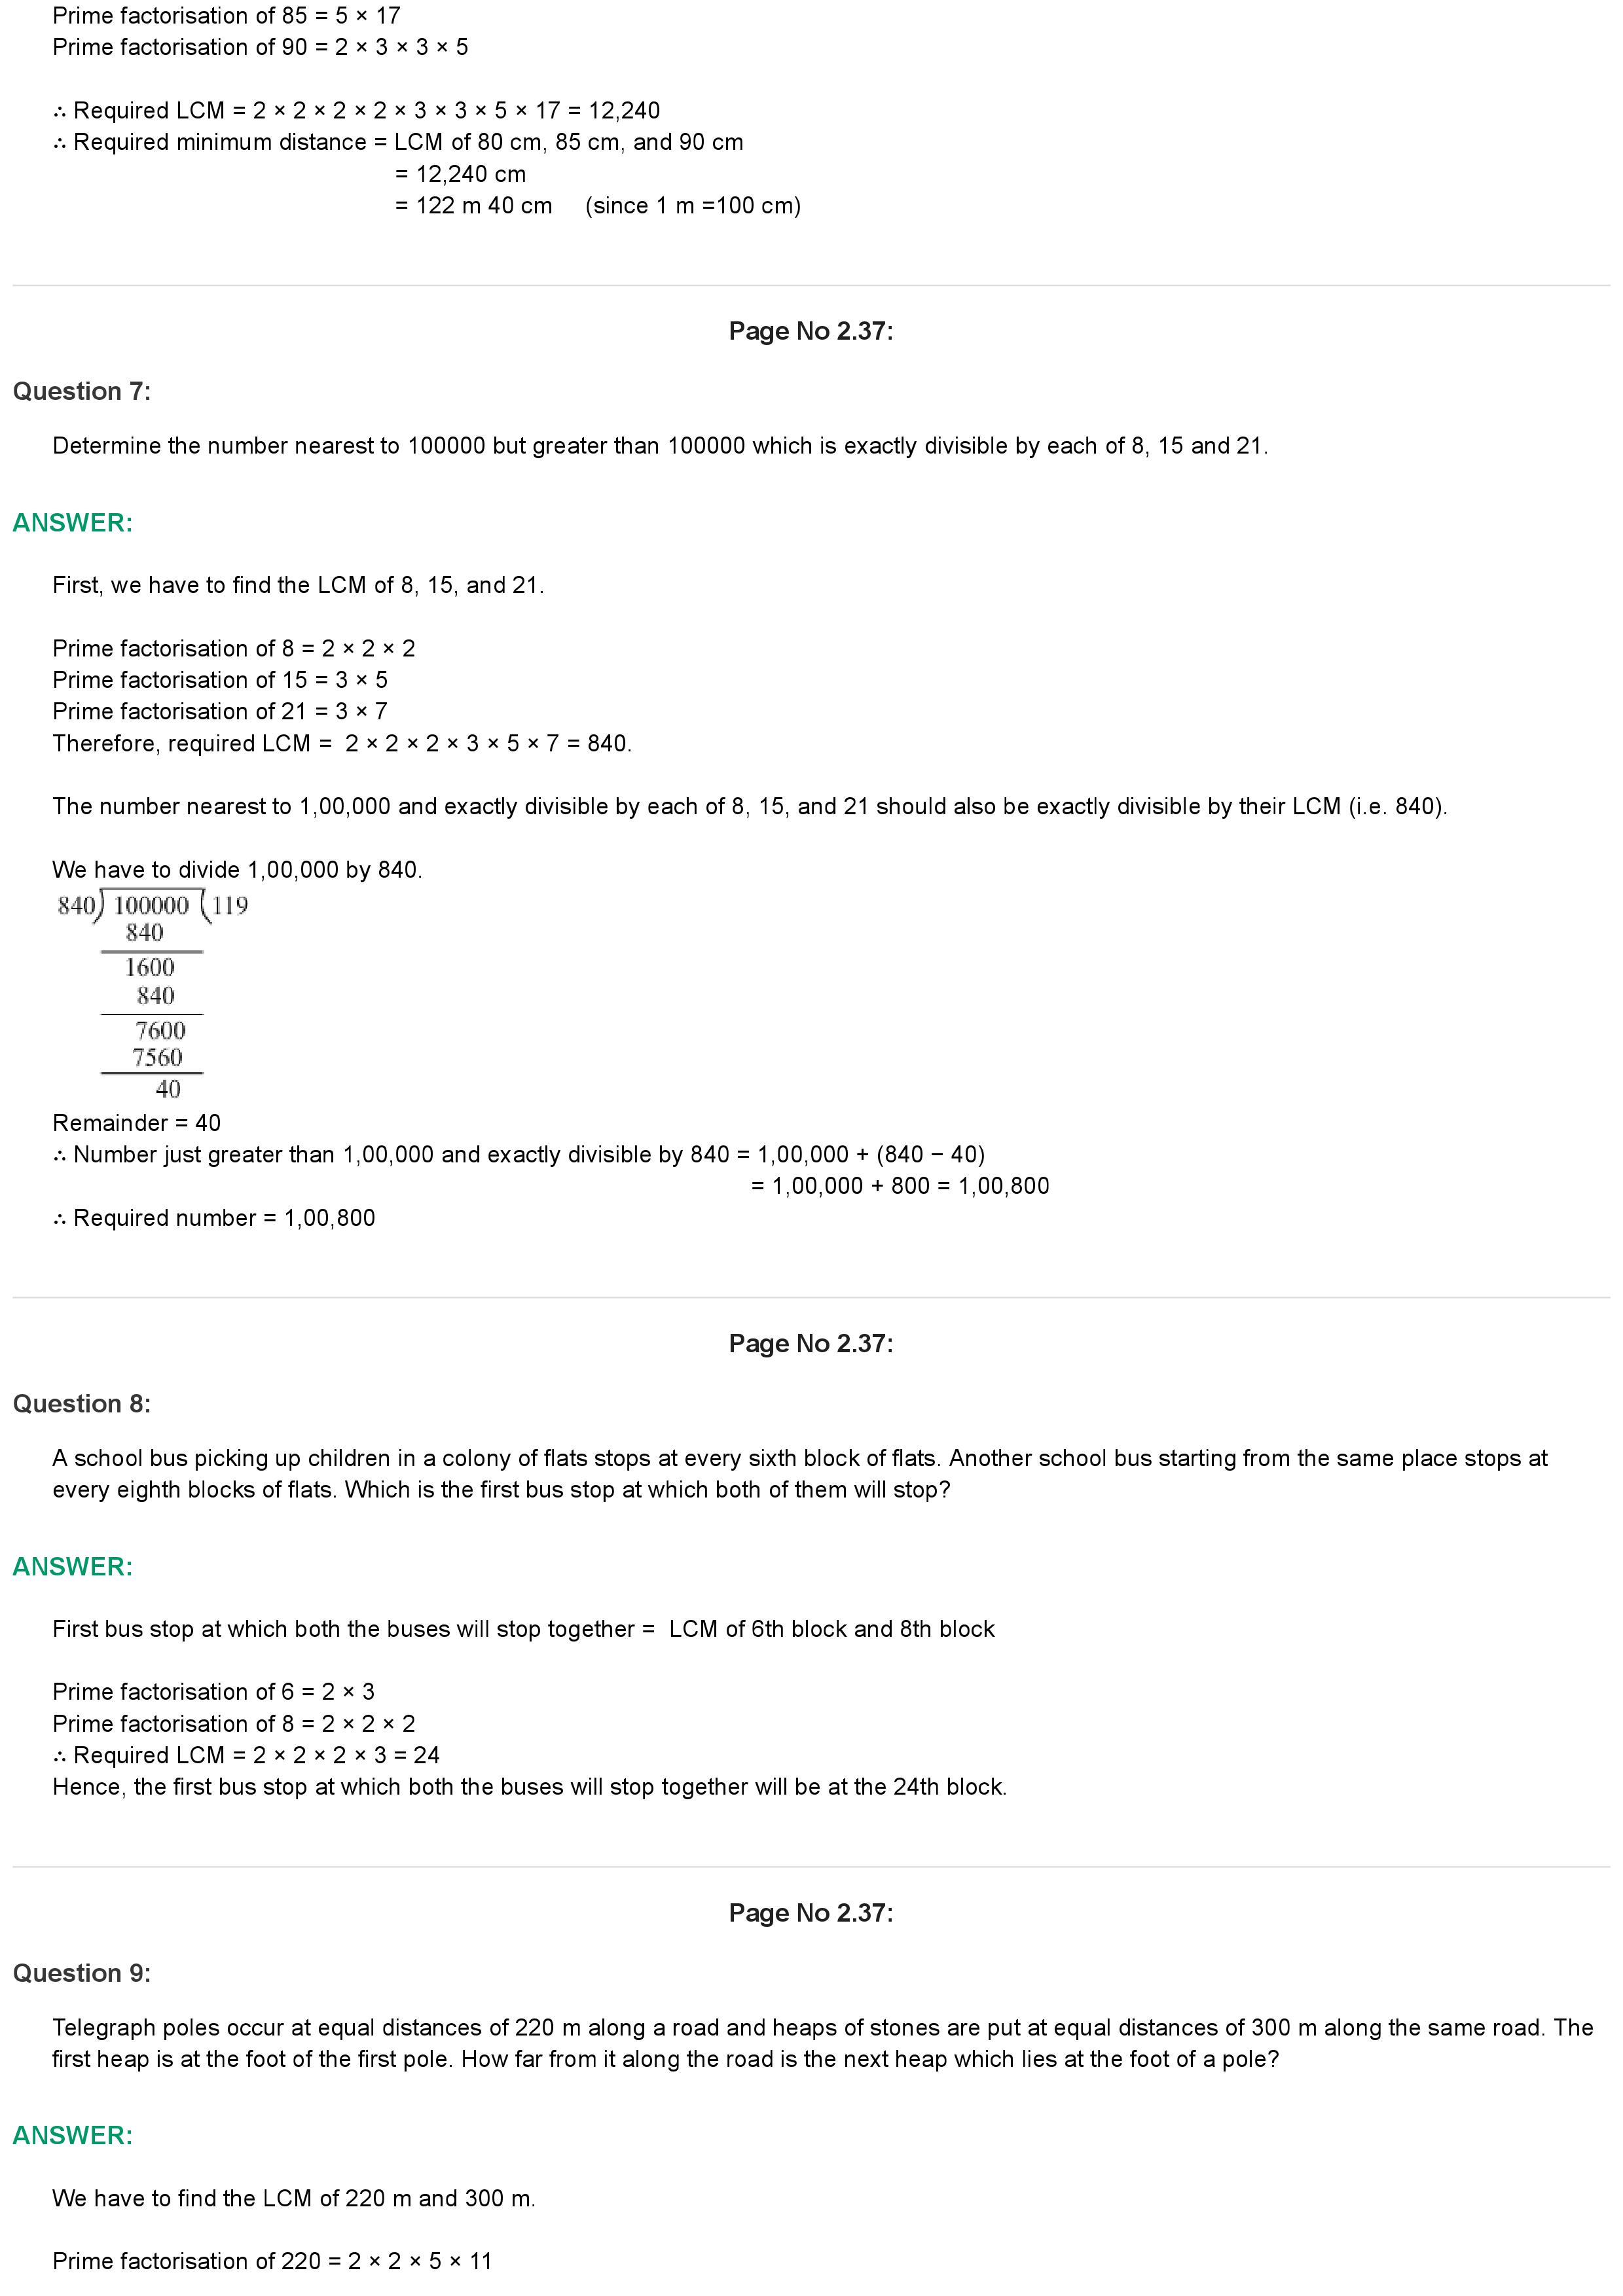 Prime factorisation of 85 = 5 × 17
Prime factorisation of 90 = 2 × 3 × 3 × 5
∴ Required LCM = 2 × 2 × 2 × 2 × 3 × 3 × 5 × 17 = 12,240
∴ Required minimum distance = LCM of 80 cm, 85 cm, and 90 cm
= 12,240 cm
= 122 m 40 cm (since 1 m =100 cm)
Page No 2.37:
Question 7:
Determine the number nearest to 100000 but greater than 100000 which is exactly divisible by each of 8, 15 and 21.
ANSWER:
First, we have to find the LCM of 8, 15, and 21.
Prime factorisation of 8 = 2 × 2 × 2
Prime factorisation of 15 = 3 × 5
Prime factorisation of 21 = 3 × 7
Therefore, required LCM = 2 × 2 × 2 × 3 × 5 × 7 = 840.
The number nearest to 1,00,000 and exactly divisible by each of 8, 15, and 21 should also be exactly divisible by their LCM (i.e. 840).
We have to divide 1,00,000 by 840.
840) 100000 (119
840
1600
840
7600
7560
40
Remainder = 40
∴ Number just greater than 1,00,000 and exactly divisible by 840 = 1,00,000 + (840 − 40)
= 1,00,000 + 800 = 1,00,800
∴ Required number = 1,00,800
Page No 2.37:
Question 8:
A school bus picking up children in a colony of flats stops at every sixth block of flats. Another school bus starting from the same place stops at
every eighth blocks of flats. Which is the first bus stop at which both of them will stop?
ANSWER:
First bus stop at which both the buses will stop together = LCM of 6th block and 8th block
Prime factorisation of 6 = 2 × 3
Prime factorisation of 8 = 2 × 2 × 2
∴ Required LCM = 2 × 2 × 2 × 3 = 24
Hence, the first bus stop at which both the buses will stop together will be at the 24th block.
Page No 2.37:
Question 9:
Telegraph poles occur at equal distances of 220 m along a road and heaps of stones are put at equal distances of 300 m along the same road. The
first heap is at the foot of the first pole. How far from it along the road is the next heap which lies at the foot of a pole?
ANSWER:
We have to find the LCM of 220 m and 300 m.
Prime factorisation of 220 = 2 × 2 × 5 × 11